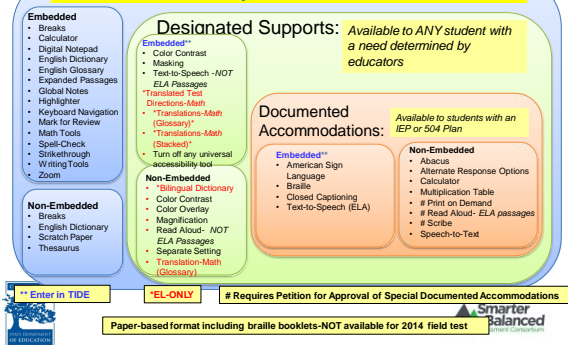 Embedded
• Breaks
• Calculator
• Digital Notepad
• English Dictionary
• English Glossary
• Expanded Passages
• Global Notes
• Highlighter
• Keyboard Navigation
• Mark for Review
• Math Tools
• Spell-Check
• Strikethrough
• Writing Tools
• Zoom
Non-Embedded
• Breaks
• English Dictionary
• Scratch Paper
• Thesaurus
Designated Supports:
Available to ANY student with
a need determined by
educators
Embedded**
• Color Contrast
• Masking
• Text-to-Speech -NOT
ELA Passages
*Translated Test
Directions-Math
• *Translations-Math
(Glossary)*
• *Translations-Math
(Stacked)*
• Turn off any universal
accessibility tool
Non-Embedded
• *Bilingual Dictionary
• Color Contrast
• Color Overlay
• Magnification
• Read Aloud- NOT
ELA Passages
• Separate Setting
• Translation-Math
(Glossary)
Documented
Accommodations:
Available to students with an
IEP or 504 Plan
Embedded**
• American Sign
Language
• Braille
• Closed Captioning
• Text-to-Speech (ELA)
Non-Embedded
• Abacus
• Alternate Response Options
• Calculator
• Multiplication Table
• # Print on Demand
• # Read Aloud- ELA passages
• # Scribe
• Speech-to-Text
** Enter in TIDE
*EL-ONLY
# Requires Petition for Approval of Special Documented Accommodations
Paper-based format including braille booklets-NOT available for 2014 field test
STATE DEPARTMENT
OF EDUCATION
Smarter
Balanced
Consortium